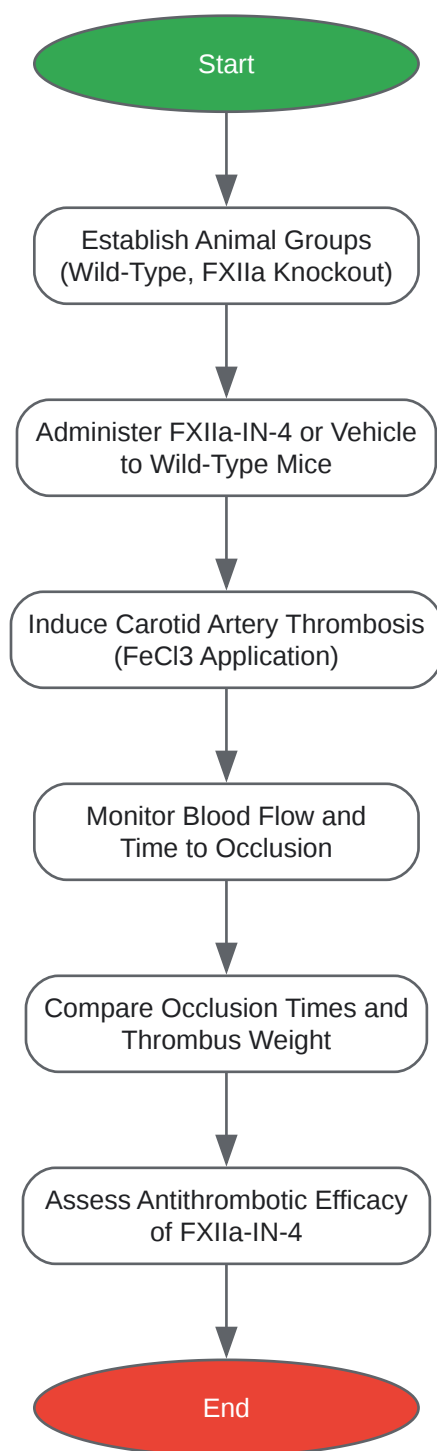 Start
Establish Animal Groups
(Wild-Type, FXIIa Knockout)
Administer FXIIa-IN-4 or Vehicle
to Wild-Type Mice
Induce Carotid Artery Thrombosis
(FeCl3 Application)
Monitor Blood Flow and
Time to Occlusion
Compare Occlusion Times and
Thrombus Weight
Assess Antithrombotic Efficacy
of FXIIa-IN-4
End